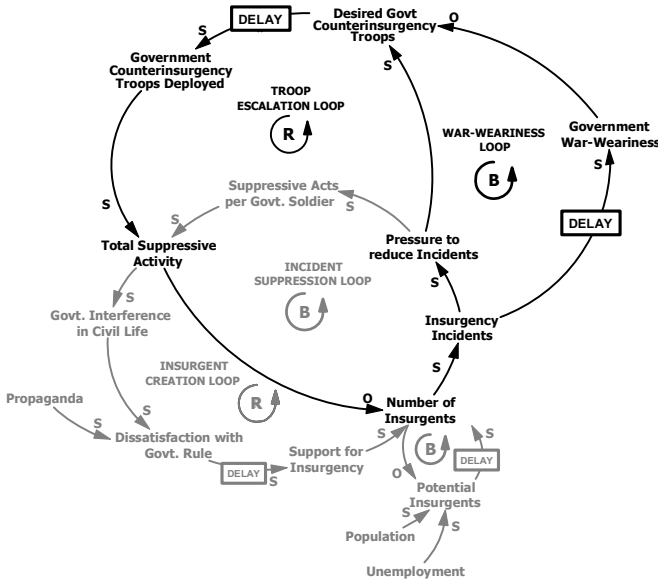 DELAY
Desired Govt
Counterinsurgency
Troops
O
S
S
Government
Counterinsurgency
Troops Deployed
TROOP
ESCALATION LOOP
R
WAR-WEARINESS
LOOP
B
Government
War-Weariness
S
DELAY
Suppressive Acts
per Govt. Soldier
S
S
S
Total Suppressive
Activity
Pressure to
reduce Incidents
INCIDENT
SUPPRESSION LOOP
B
S
S
Govt. Interference
in Civil Life
Insurgency
Incidents
S
INSURGENT
CREATION LOOP
R
O
Number of
Insurgents
Propaganda
S
S
Dissatisfaction with
Govt. Rule
DELAY
S
Support for
Insurgency
S
B
S
DELAY
O
Potential
Insurgents
S
S
Population
Unemployment